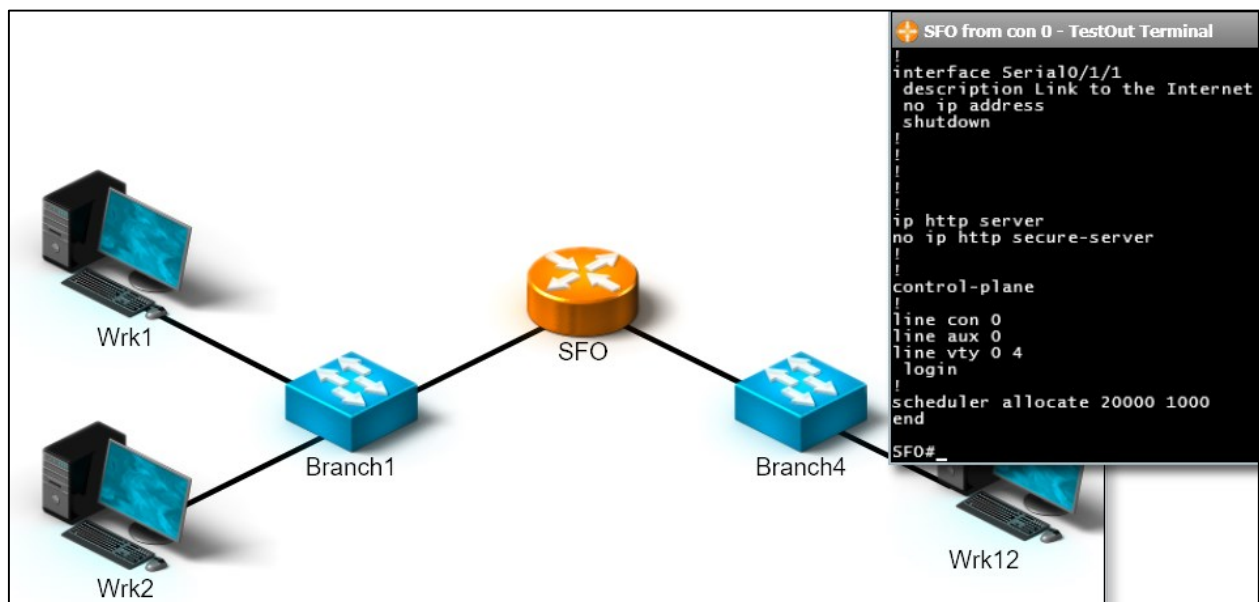 SFO from con 0 - TestOut Terminal
!
interface Serial0/1/1
description Link to the Internet
no ip address
shutdown
!
!
!
!
!
ip http server
no ip http secure-server
!
!
control-plane
!
line con 0
line aux 0
line vty 0 4
login
!
scheduler allocate 20000 1000
end
SFO#_
Wrk1
SFO
Branch1
Branch4
Wrk2
Wrk12